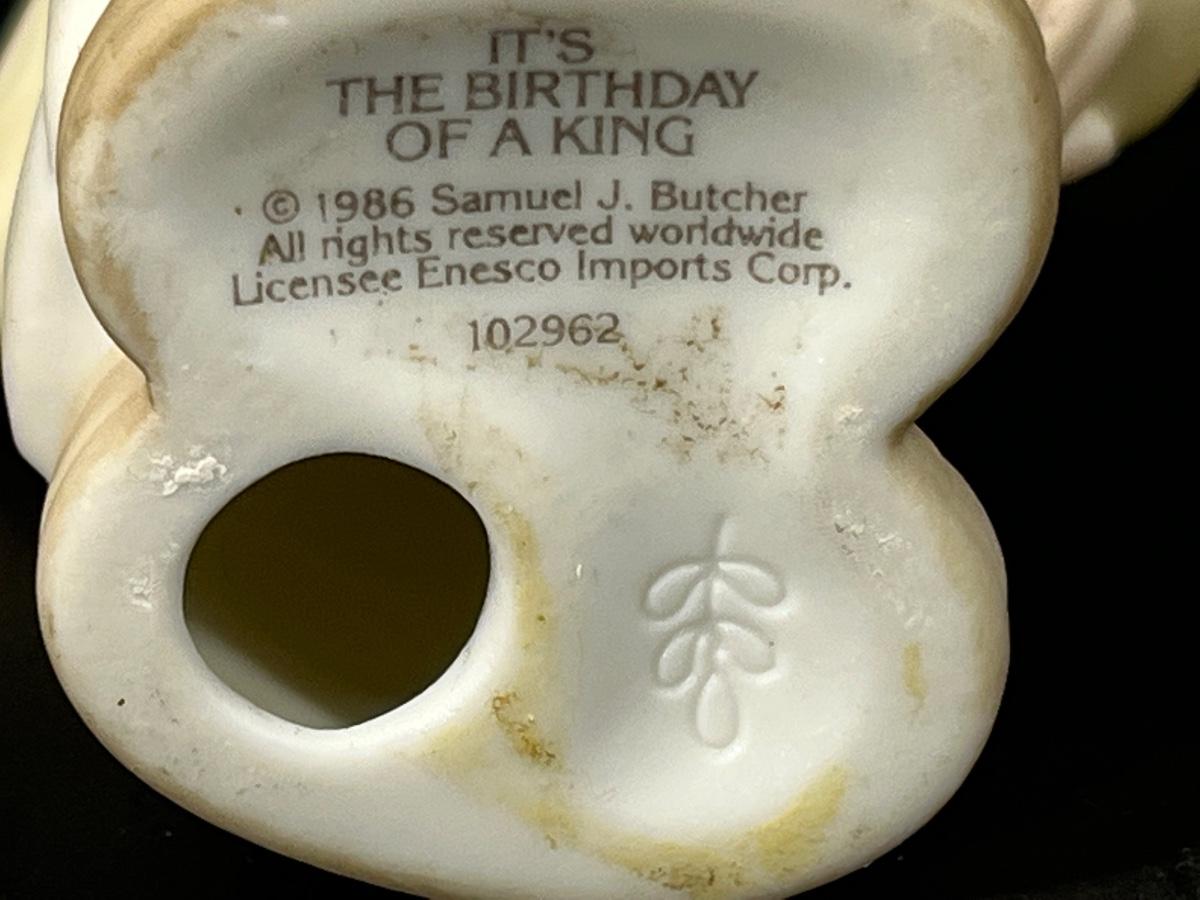 IT'S
THE BIRTHDAY
OF A KING
© 1986 Samuel J. Butcher
All rights reserved worldwide
Licensee Enesco Imports Corp.
102962